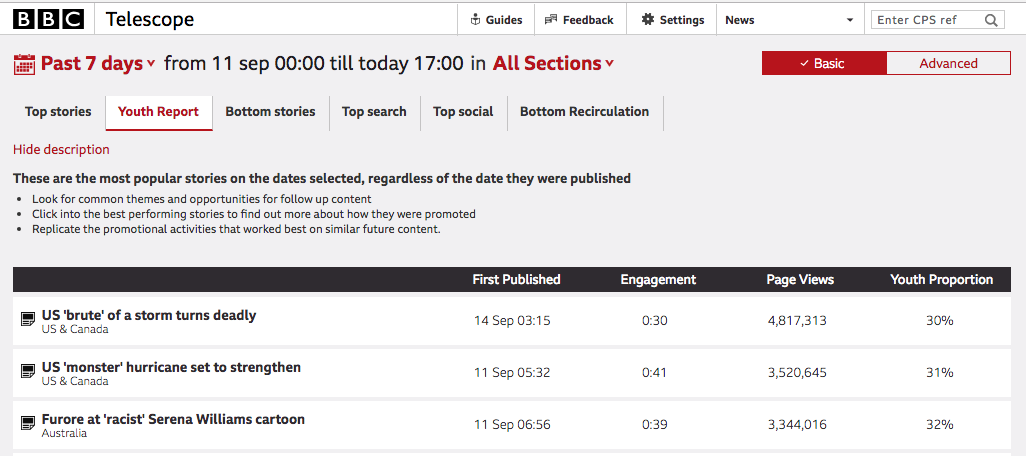 BBC Telescope Guides Feedback Settings News Enter CPS ref
Past 7 days from 11 sep 00:00 till today 17:00 in All Sections Basic Advanced
Top stories Youth Report Bottom stories Top search Top social Bottom Recirculation
Hide description
These are the most popular stories on the dates selected, regardless of the date they were published
• Look for common themes and opportunities for follow up content
• Click into the best performing stories to find out more about how they were promoted
• Replicate the promotional activities that worked best on similar future content.
First Published Engagement Page Views Youth Proportion
US 'brute' of a storm turns deadly
US & Canada
14 Sep 03:15 0:30 4,817,313 30%
US 'monster' hurricane set to strengthen
US & Canada
11 Sep 05:32 0:41 3,520,645 31%
Furore at 'racist' Serena Williams cartoon
Australia
11 Sep 06:56 0:39 3,344,016 32%